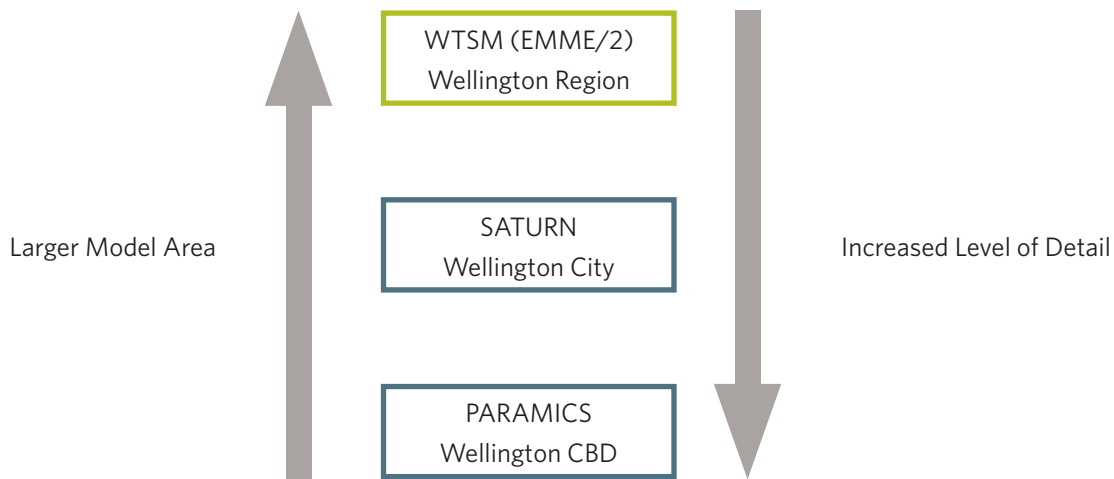 WTSM (EMME/2)
Wellington Region
Larger Model Area
SATURN
Wellington City
Increased Level of Detail
PARAMICS
Wellington CBD